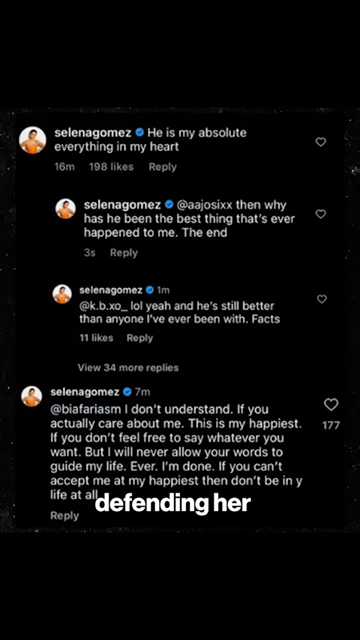 selenagomez He is my absolute
everything in my heart
16m 198 likes Reply
selenagomez @aajosixx then why
has he been the best thing that's ever
happened to me. The end
3s Reply
selenagomez 1m
@k.b.xo_ lol yeah and he's still better
than anyone I've ever been with. Facts
11 likes Reply
View 34 more replies
selenagomez 7m
@biafariasm I don't understand. If you
actually care about me. This is my happiest.
If you don't feel free to say whatever you
want. But I will never allow your words to
guide my life. Ever. I'm done. If you can't
accept me at my happiest then don't be in y
life at all
177
defending her
Reply